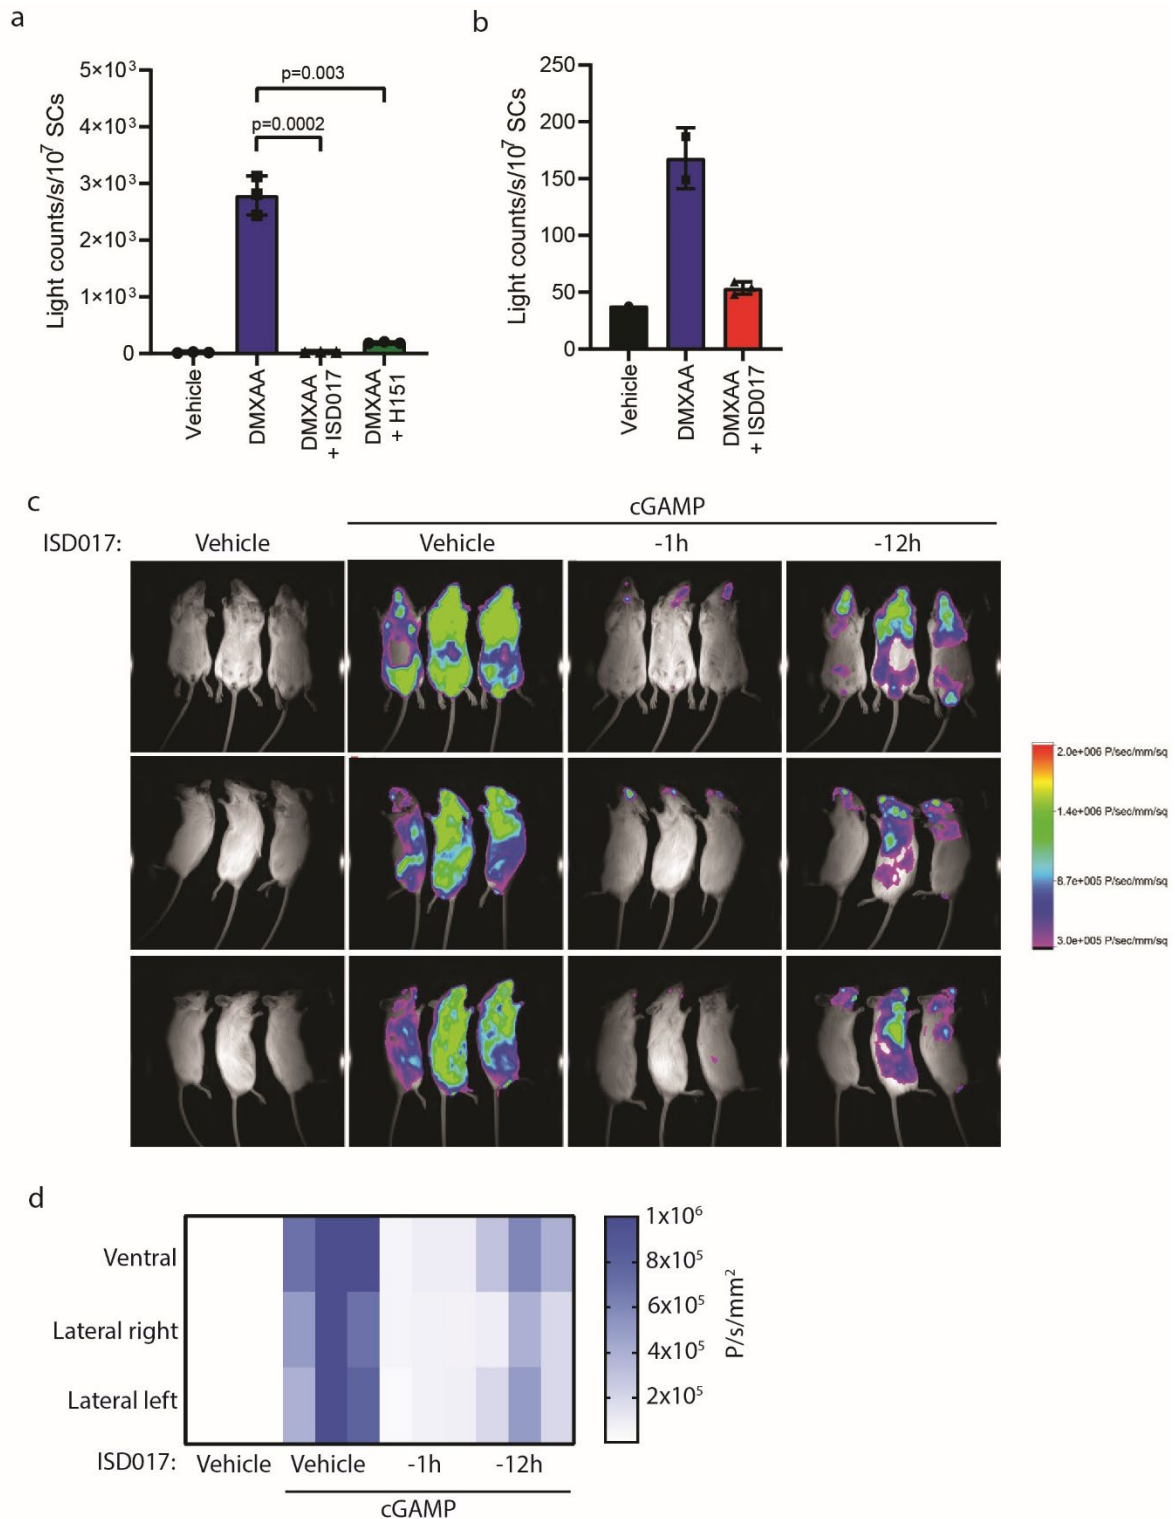 a
Light counts/s/10⁷ SCs
5×10³
4×10³
3×10³
2×10³
1×10³
0
p=0.003
p=0.0002
Vehicle
DMXAA
DMXAA
+ ISD017
DMXAA
+ H151
b
Light counts/s/10⁷ SCs
250
200
150
100
50
0
Vehicle
DMXAA
DMXAA
+ ISD017
c
cGAMP
ISD017: Vehicle Vehicle -1h -12h
2.0e+006 P/sec/mm/sq
1.4e+006 P/sec/mm/sq
8.7e+005 P/sec/mm/sq
3.0e+005 P/sec/mm/sq
d
Ventral
Lateral right
Lateral left
ISD017: Vehicle Vehicle -1h -12h
cGAMP
1x10⁶
8x10⁵
6x10⁵
4x10⁵
2x10⁵
P/s/mm²